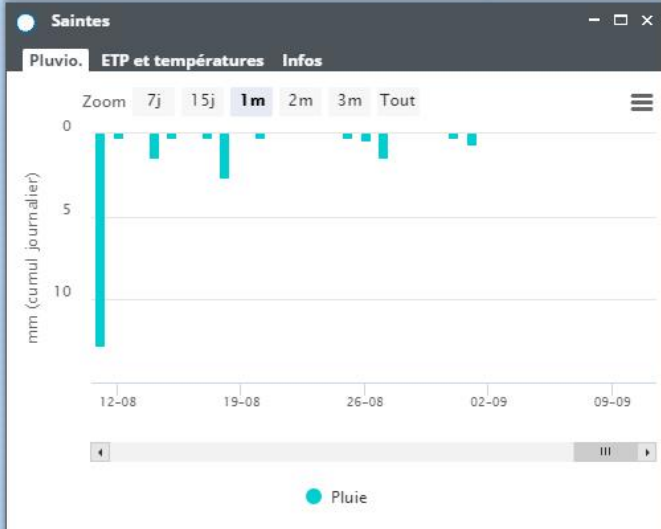 Saintes
Pluvio. ETP et températures Infos
Zoom 7j 15j 1m 2m 3m Tout
0
5
10
mm (cumul journalier)
12-08 19-08 26-08 02-09 09-09
Pluie